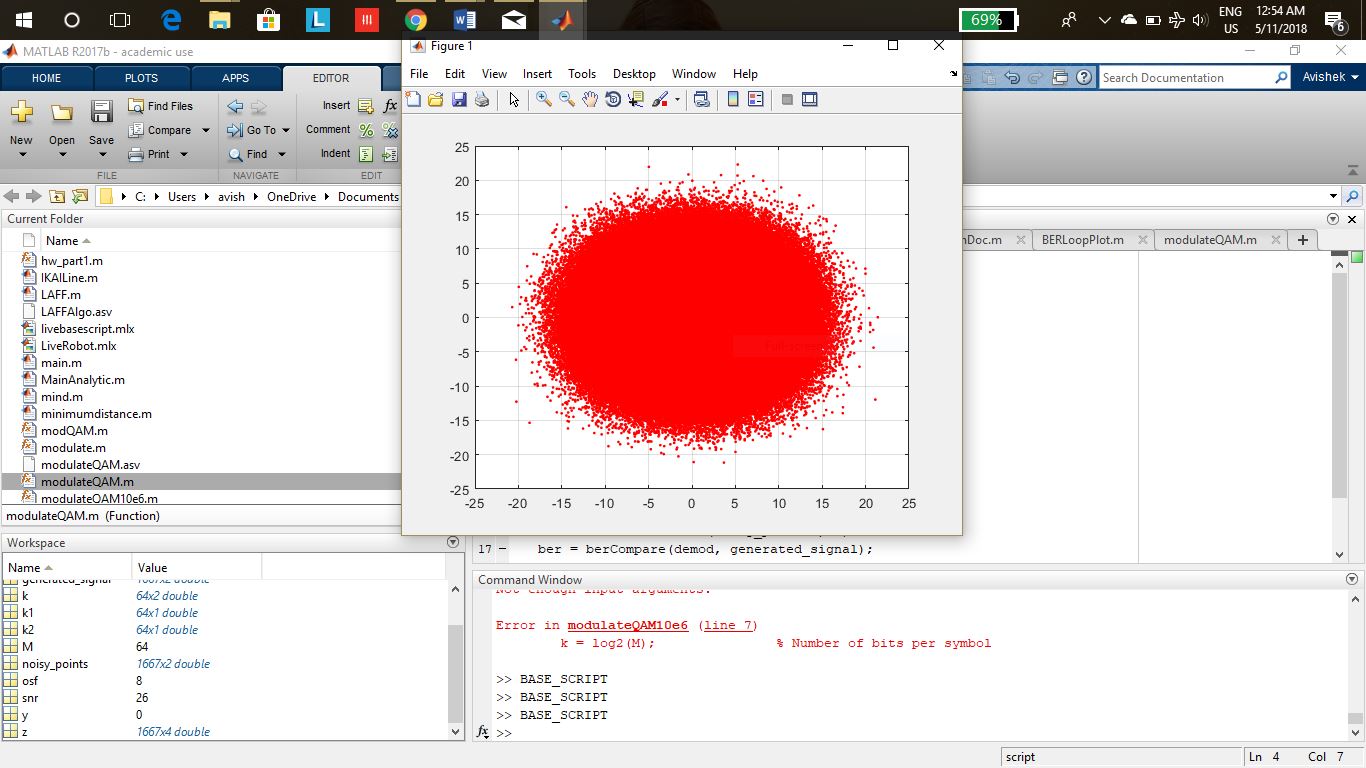 69%
ENG
US
12:54 AM
5/11/2018
6
MATLAB R2017b - academic use
Figure 1
HOME PLOTS APPS EDITOR
File Edit View Insert Tools Desktop Window Help
Search Documentation
Avishek
New Open Save
Find Files
Compare
Print
Go To
Find
Insert fx
Comment %
Indent
FILE NAVIGATE EDIT
C: Users avish OneDrive Documents
Current Folder
Name
hw_part1.m
IKAILine.m
LAFF.m
LAFFAlgo.asv
livebasescript.mlx
LiveRobot.mlx
main.m
MainAnalytic.m
mind.m
minimumdistance.m
modQAM.m
modulate.m
modulateQAM.asv
modulateQAM.m
modulateQAM10e6.m
modulateQAM.m (Function)
25
20
15
10
5
0
-5
-10
-15
-20
-25
-25 -20 -15 -10 -5 0 5 10 15 20 25
nDoc.m BERLoopPlot.m modulateQAM.m
17 ber = berCompare(demod, generated_signal);
Workspace
Name Value
generated_signal 1667x2 double
k 64x2 double
k1 64x1 double
k2 64x1 double
M 64
noisy_points 1667x2 double
osf 8
snr 26
y 0
z 1667x4 double
Command Window
Not enough input arguments.
Error in modulateQAM10e6 (line 7)
k = log2(M); % Number of bits per symbol
>> BASE_SCRIPT
>> BASE_SCRIPT
>> BASE_SCRIPT
fx >>
script
Ln 4 Col 7